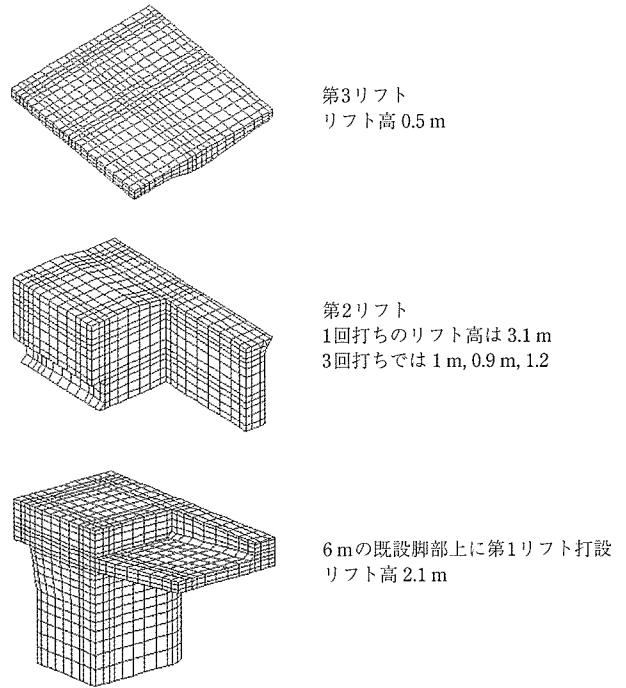 第3リフト
リフト高 0.5 m
第2リフト
1回打ちのリフト高は 3.1 m
3回打ちでは 1 m, 0.9 m, 1.2
6 mの既設脚部上に第1リフト打設
リフト高 2.1 m